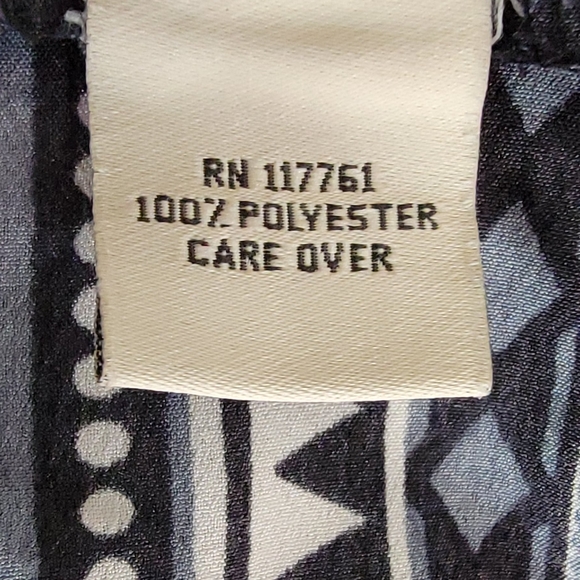 RN 117761
100% POLYESTER
CARE OVER